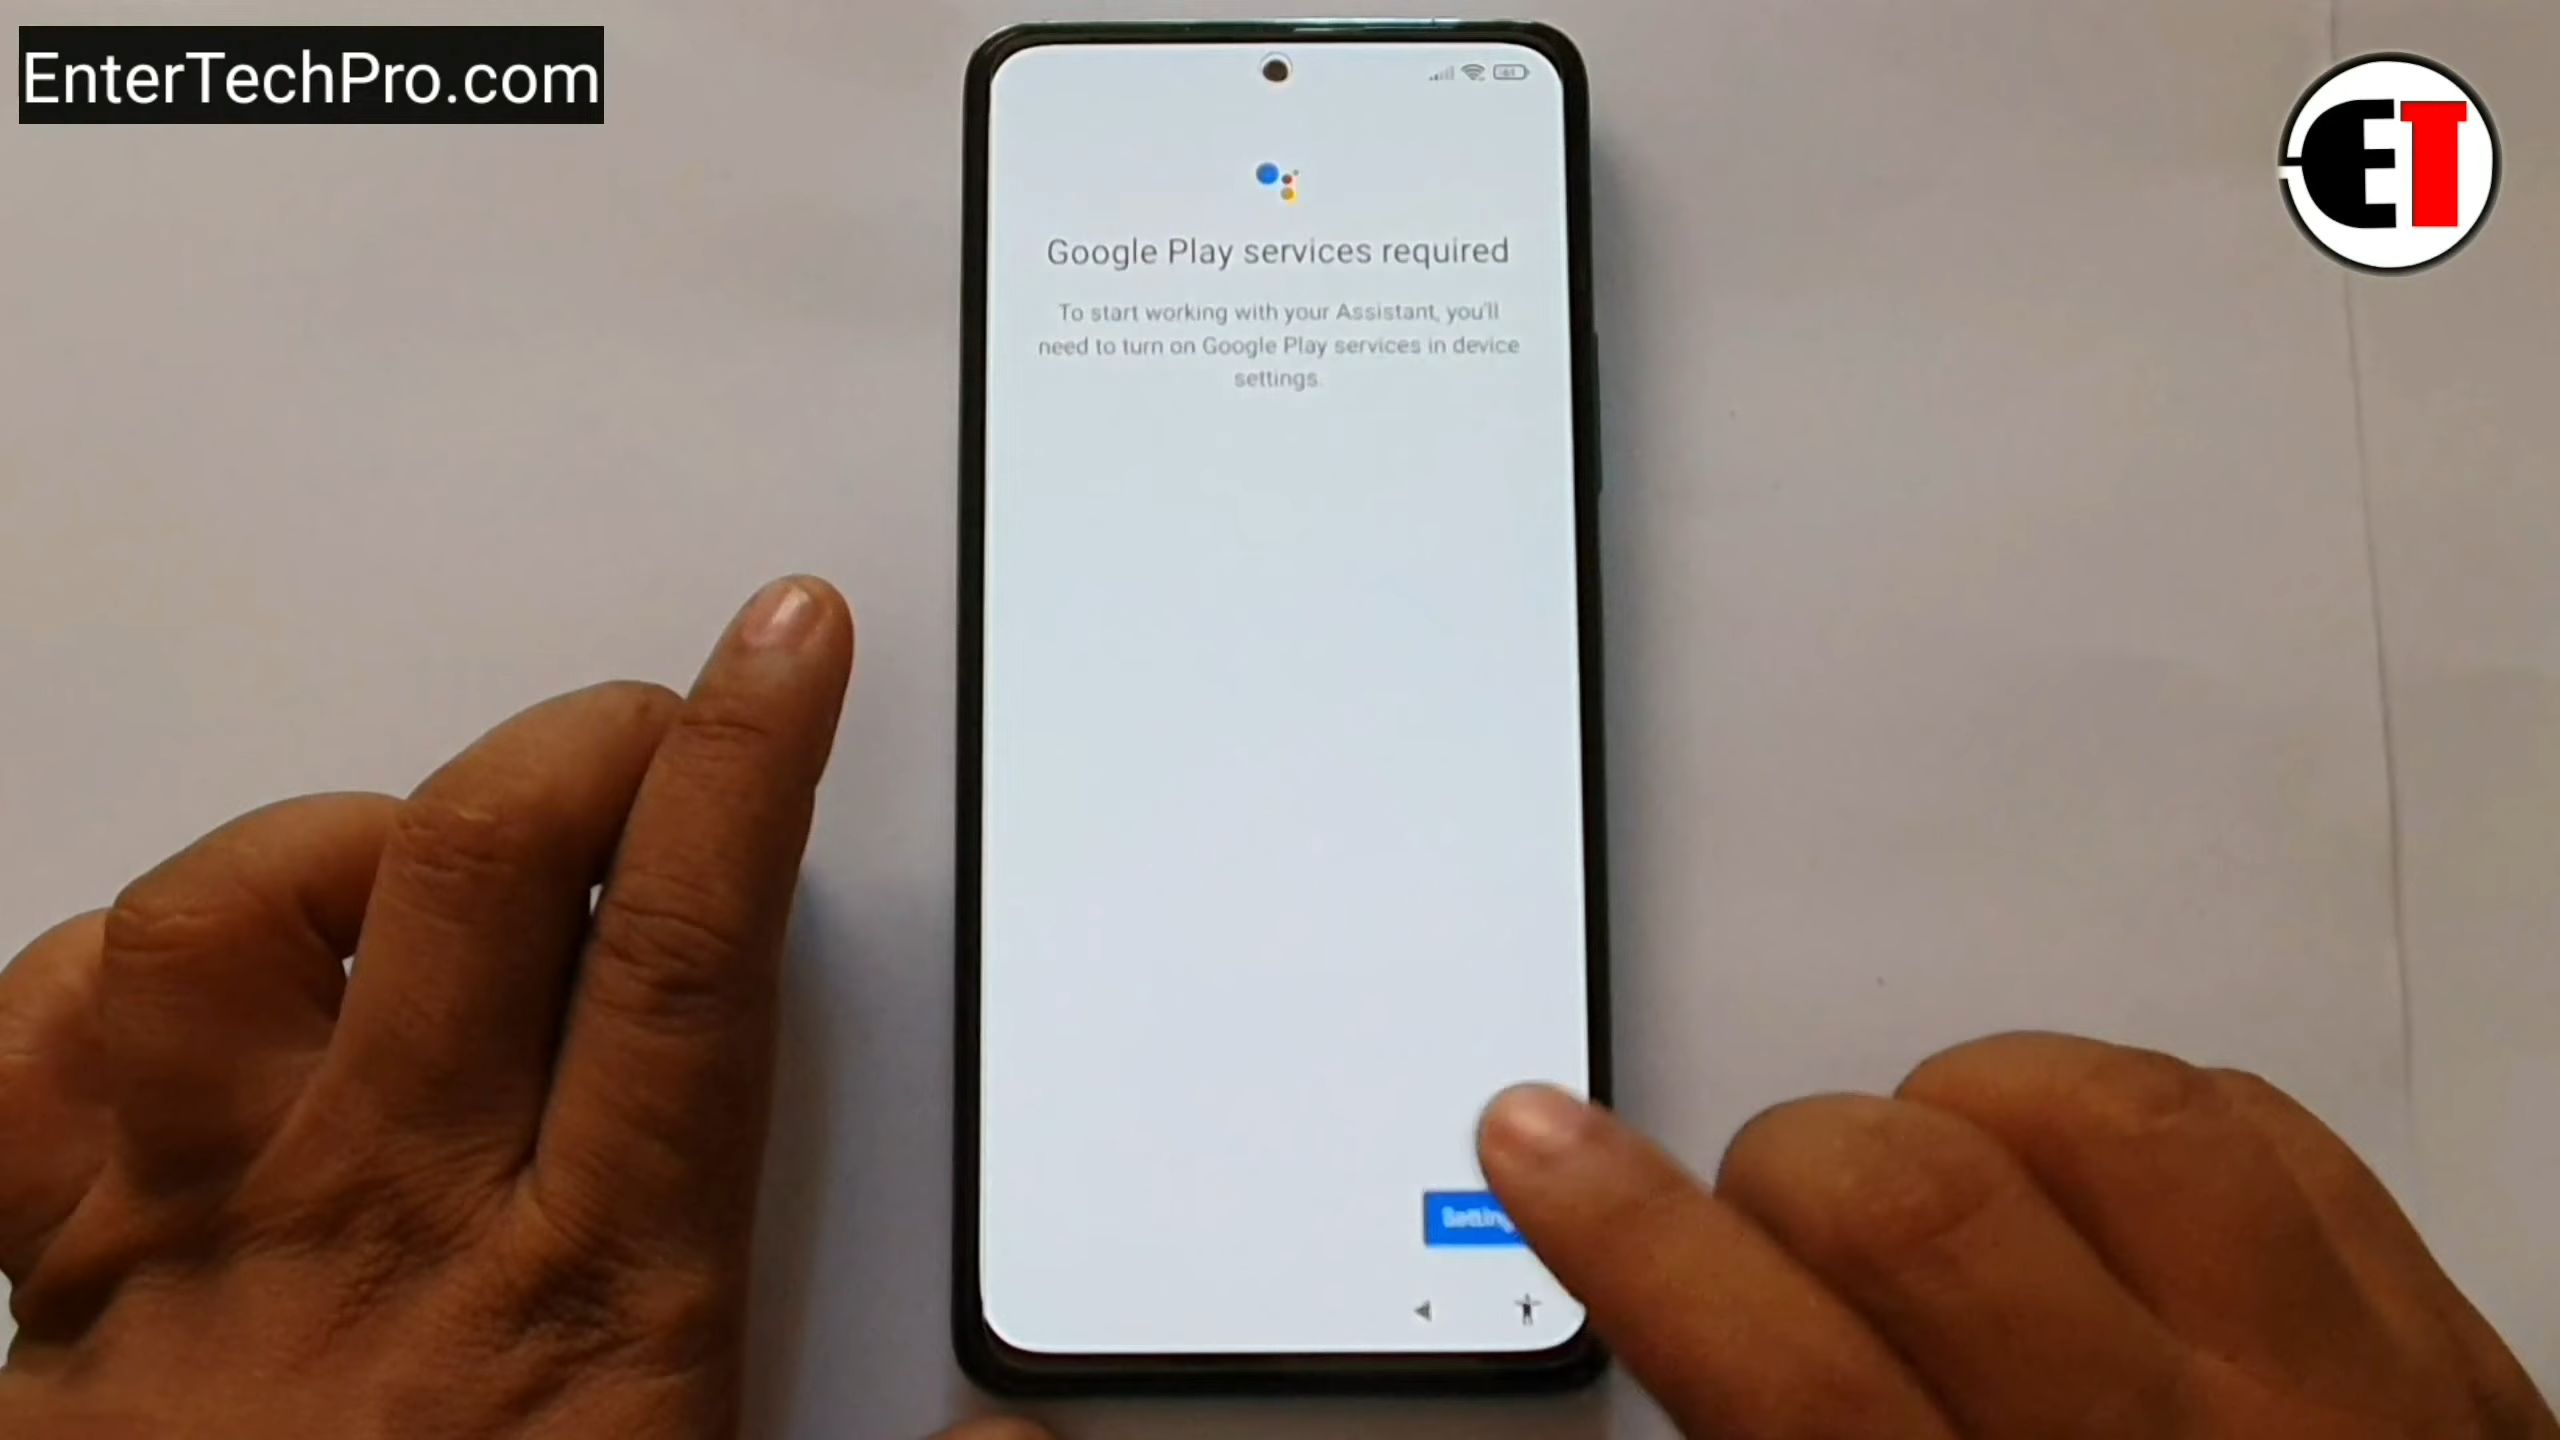 EnterTechPro.com
ET
Google Play services required
To start working with your Assistant, you'll
need to turn on Google Play services in device
settings.